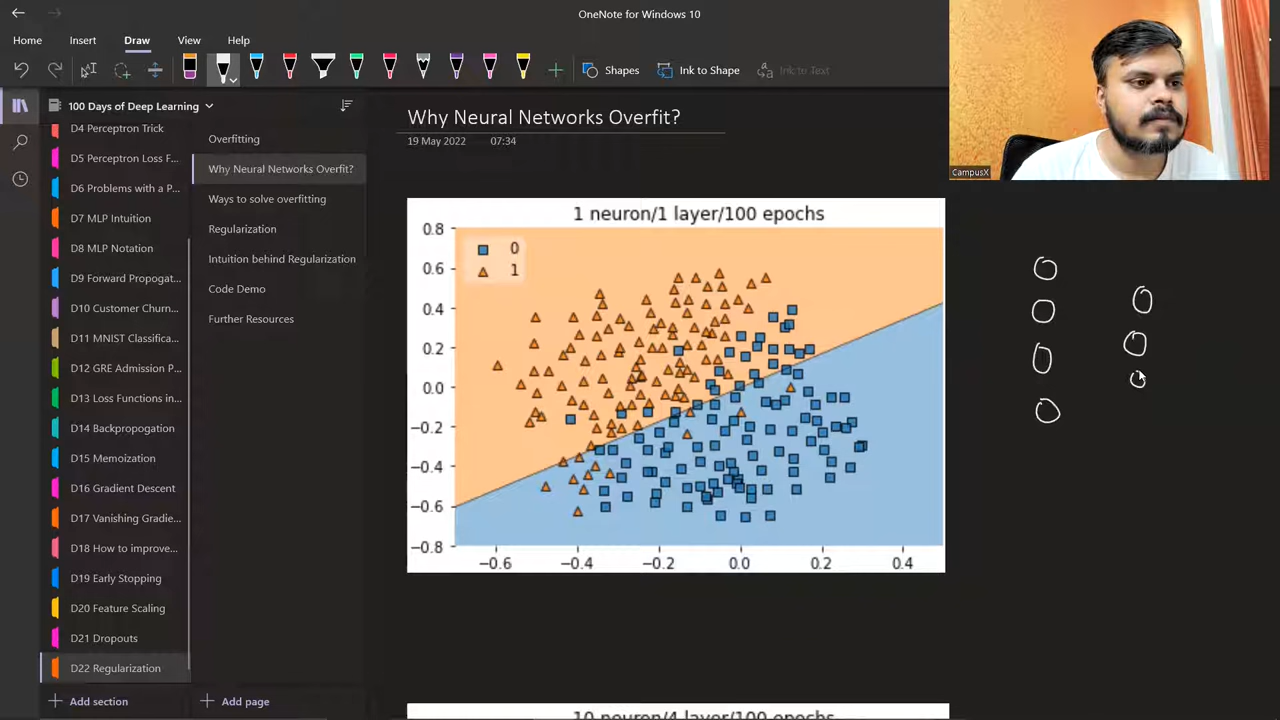 OneNote for Windows 10
Home Insert Draw View Help
Shapes Ink to Shape Ink to Text
100 Days of Deep Learning
D4 Perceptron Trick
D5 Perceptron Loss F...
D6 Problems with a P...
D7 MLP Intuition
D8 MLP Notation
D9 Forward Propogat...
D10 Customer Churn...
D11 MNIST Classifica...
D12 GRE Admission P...
D13 Loss Functions in...
D14 Backpropogation
D15 Memoization
D16 Gradient Descent
D17 Vanishing Gradie...
D18 How to improve...
D19 Early Stopping
D20 Feature Scaling
D21 Dropouts
D22 Regularization
Add section
Overfitting
Why Neural Networks Overfit?
Ways to solve overfitting
Regularization
Intuition behind Regularization
Code Demo
Further Resources
Add page
Why Neural Networks Overfit?
19 May 2022 07:34
1 neuron/1 layer/100 epochs
0
1
0.8
0.6
0.4
0.2
0.0
−0.2
−0.4
−0.6
−0.8
−0.6 −0.4 −0.2 0.0 0.2 0.4
10 neuron/4 layer/100 epochs
CampusX